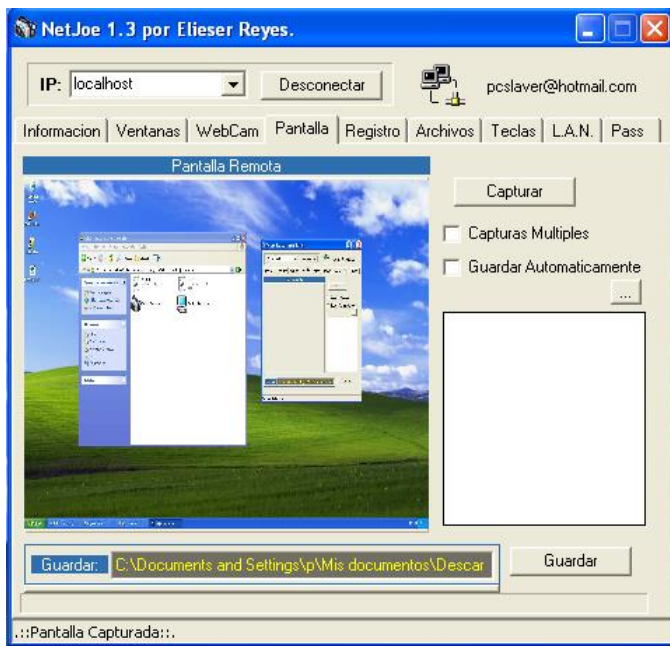 NetJoe 1.3 por Elieser Reyes.
IP: localhost Desconectar pcslaver@hotmail.com
Informacion Ventanas WebCam Pantalla Registro Archivos Teclas L.A.N. Pass
Pantalla Remota
Capturar
Capturas Multiples
Guardar Automaticamente
...
Guardar: C:\Documents and Settings\p\Mis documentos\Descar Guardar
.::Pantalla Capturada::.